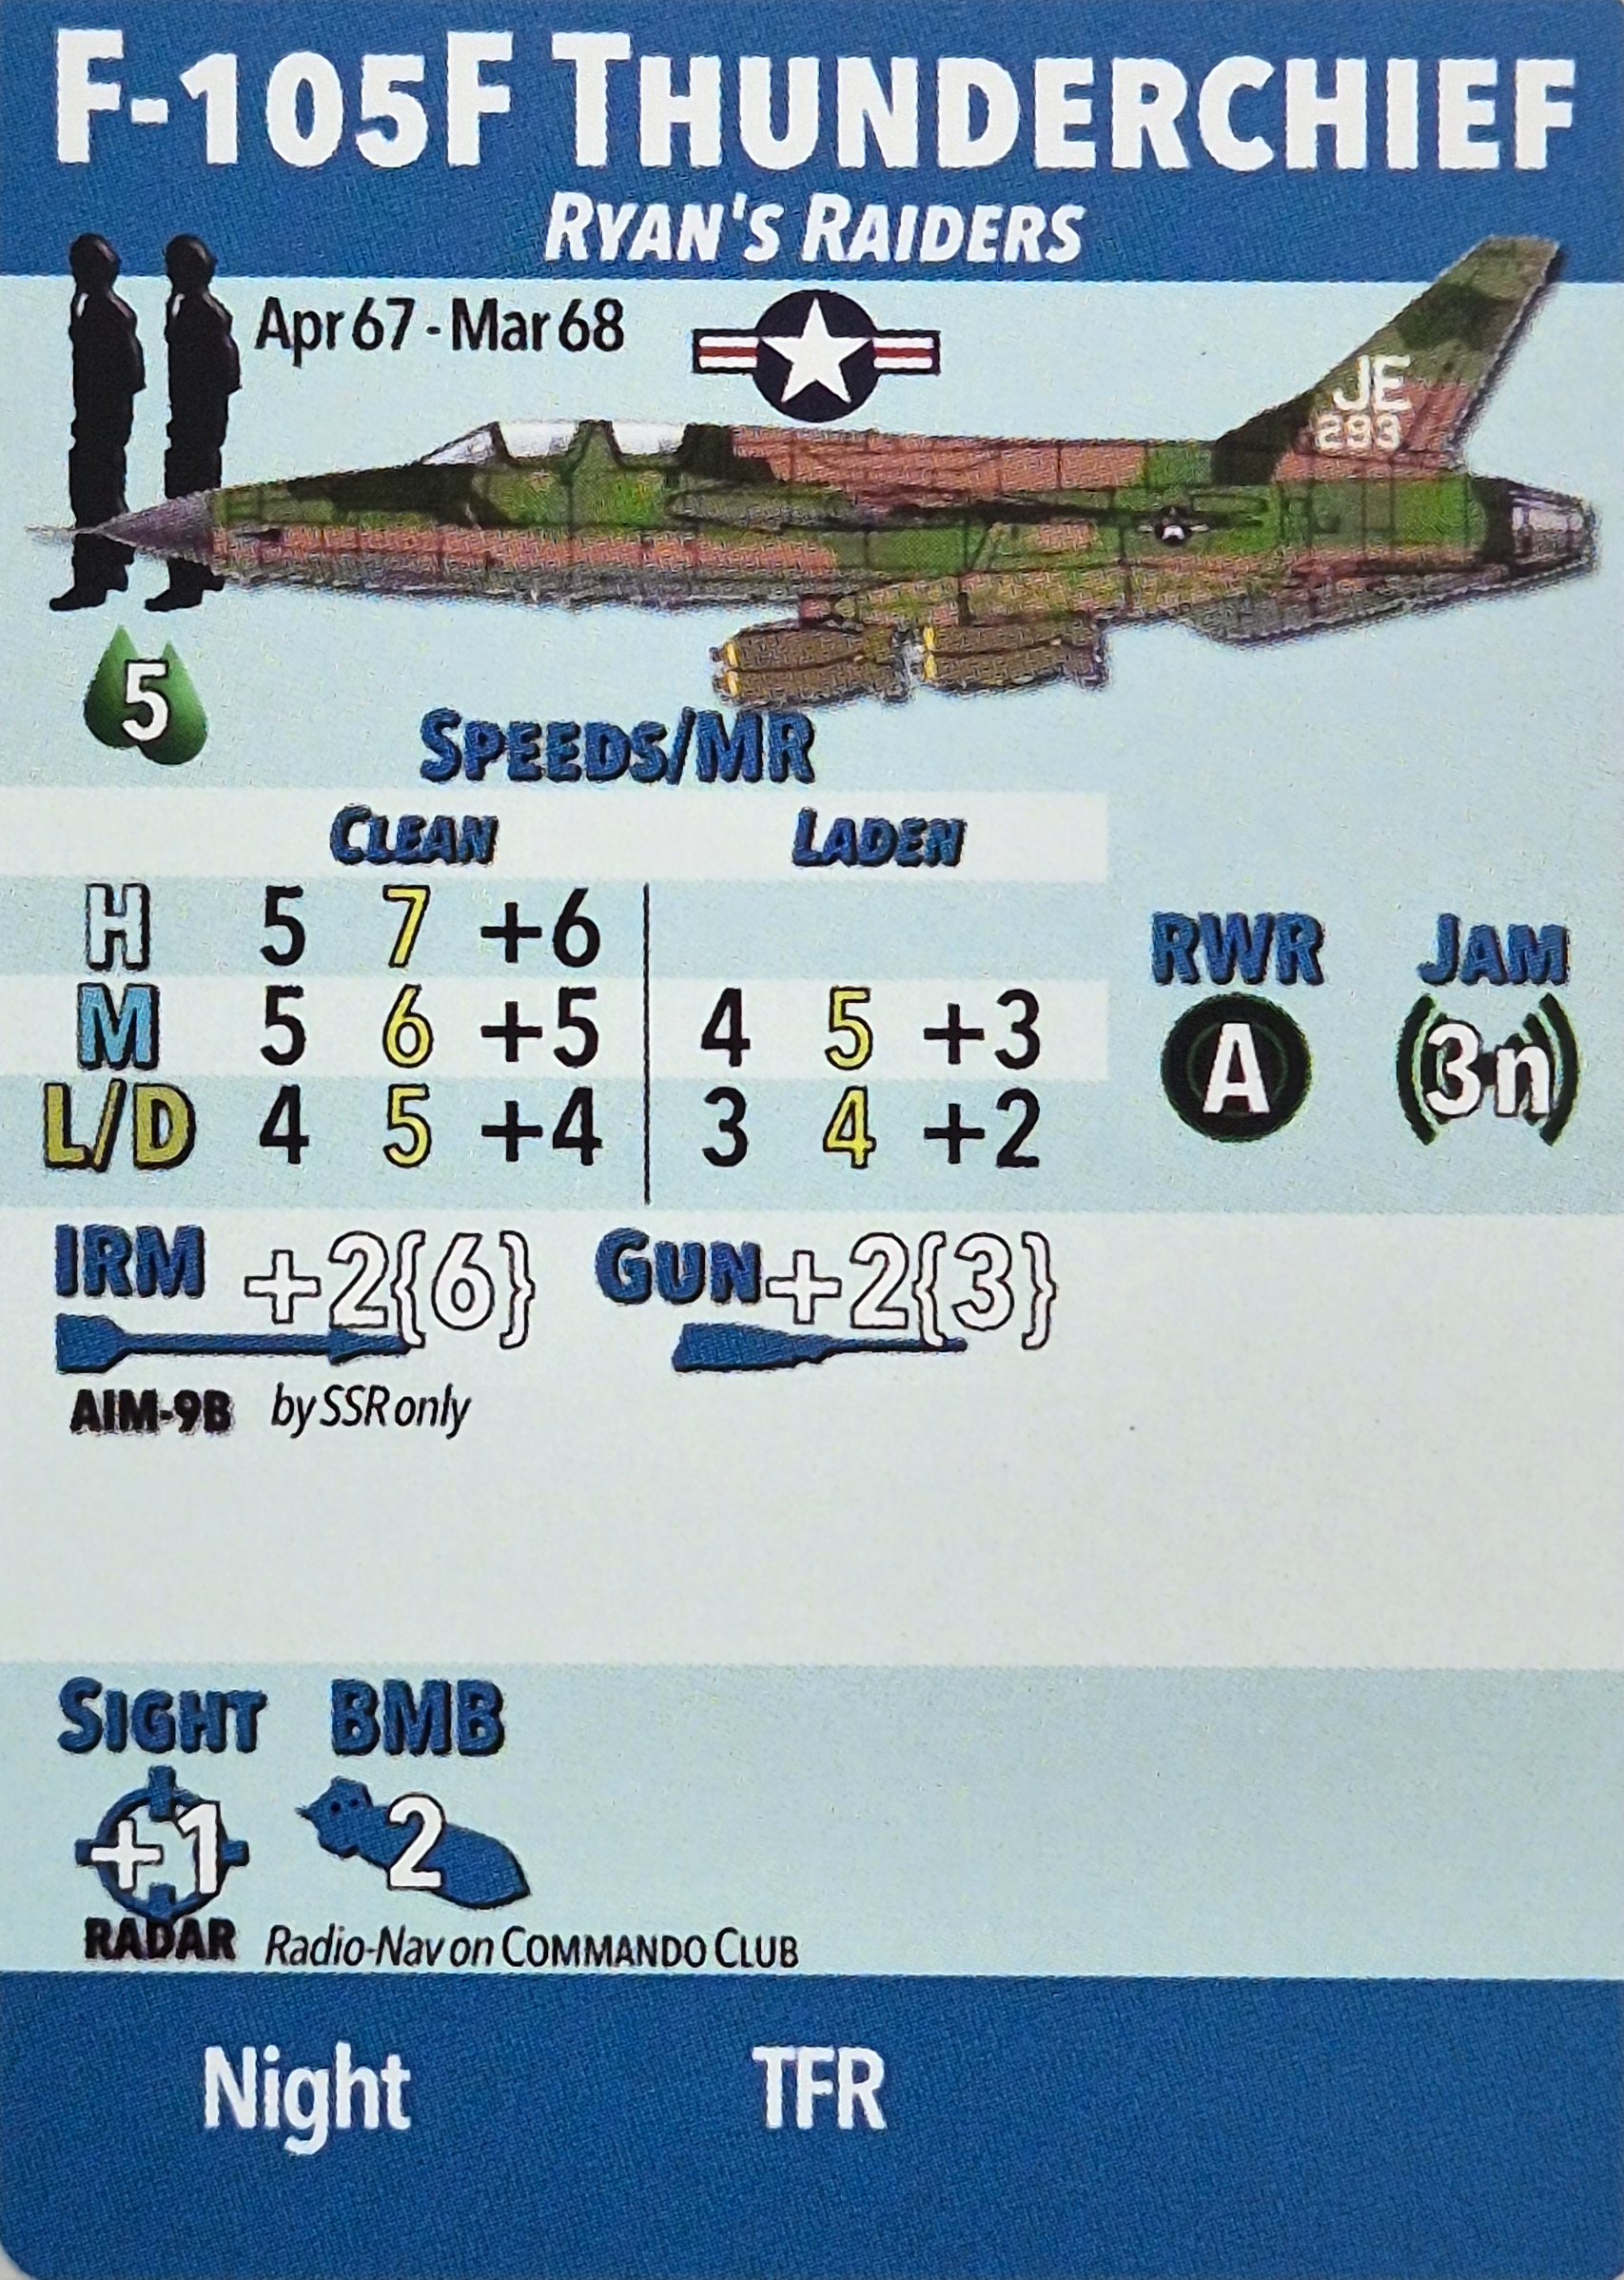 F-105F THUNDERCHIEF
RYAN'S RAIDERS
Apr 67 - Mar 68
JE
293
5
SPEEDS/MR
CLEAN LADEN
H 5 7 +6
M 5 6 +5 4 5 +3
L/D 4 5 +4 3 4 +2
RWR JAM
A (3n)
IRM +2{6} GUN +2{3}
AIM-9B by SSR only
SIGHT BMB
+1 2
RADAR Radio-Nav on COMMANDO CLUB
Night TFR